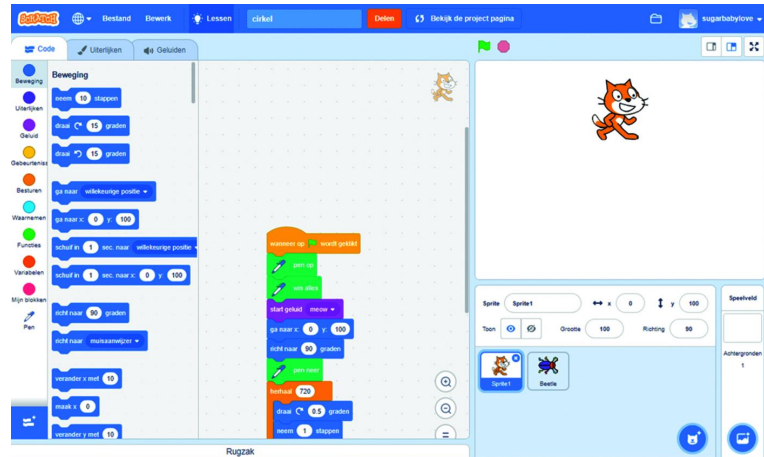 SCRATCH Bestand Bewerk Lessen cirkel Delen Bekijk de project pagina sugarbabylove
Code Uiterlijken Geluiden
Beweging
Uiterlijken
Geluid
Gebeurtenis
Besturen
Waarnemen
Functies
Variabelen
Mijn blokken
Pen
Beweging
neem 10 stappen
draai 15 graden
draai 15 graden
ga naar willekeurige positie
ga naar x: 0 y: 100
schuif in 1 sec. naar willekeurige positie
schuif in 1 sec. naar x: 0 y: 100
richt naar 90 graden
richt naar muisaanwijzer
verander x met 10
maak x 0
verander y met 10
wanneer op wordt geklikt
pen op
wis alles
start geluid meow
ga naar x: 0 y: 100
richt naar 90 graden
pen neer
herhaal 720
draai 0.5 graden
neem 1 stappen
Sprite Sprite1 x 0 y 100
Toon Grootte 100 Richting 90
Sprite1
Beetle
Speelveld
Achtergronden
1
Rugzak